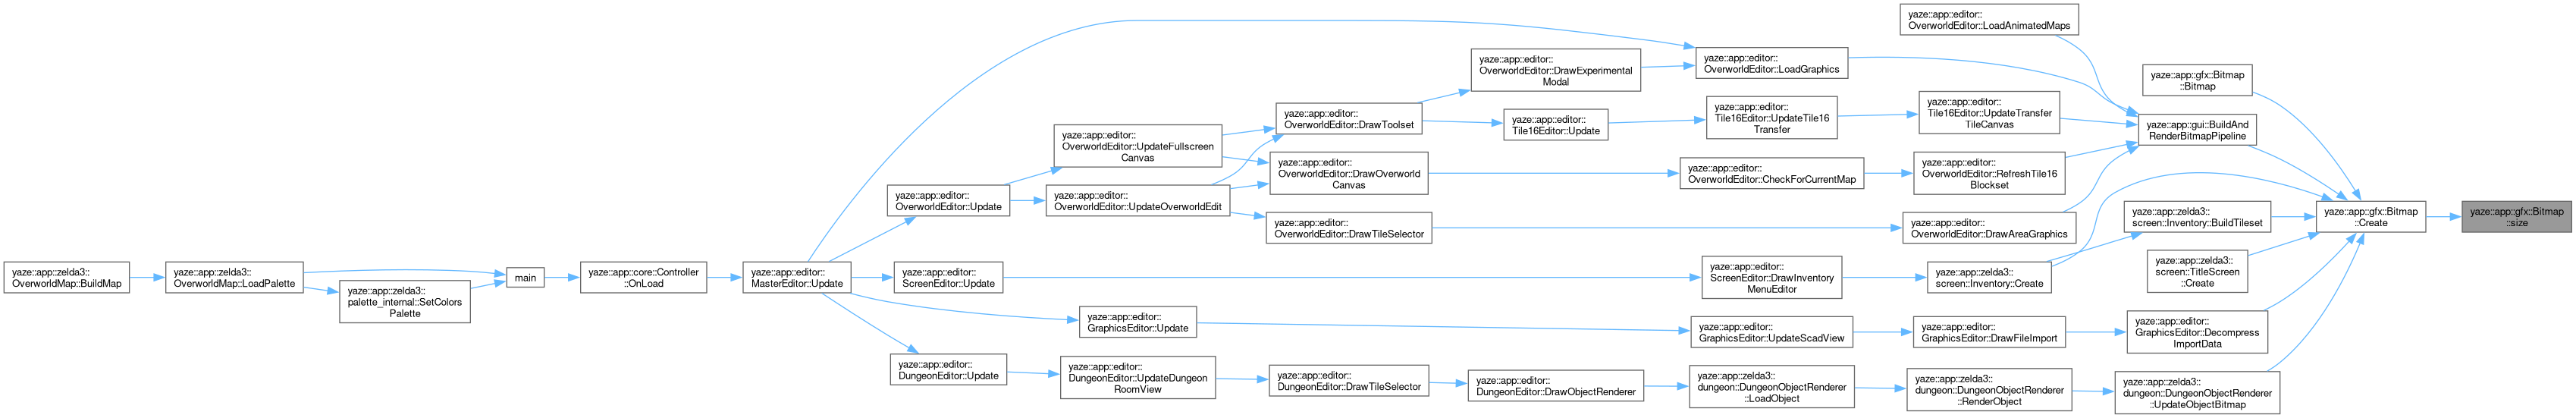 yaze::app::editor::
OverworldEditor::LoadAnimatedMaps
yaze::app::editor::
OverworldEditor::LoadGraphics
yaze::app::editor::
OverworldEditor::DrawExperimental
Modal
yaze::app::gfx::Bitmap
::Bitmap
yaze::app::editor::
OverworldEditor::DrawToolset
yaze::app::editor::
Tile16Editor::Update
yaze::app::editor::
Tile16Editor::UpdateTile16
Transfer
yaze::app::editor::
Tile16Editor::UpdateTransfer
TileCanvas
yaze::app::gui::BuildAnd
RenderBitmapPipeline
yaze::app::editor::
OverworldEditor::UpdateFullscreen
Canvas
yaze::app::editor::
OverworldEditor::DrawOverworld
Canvas
yaze::app::editor::
OverworldEditor::CheckForCurrentMap
yaze::app::editor::
OverworldEditor::RefreshTile16
Blockset
yaze::app::editor::
OverworldEditor::Update
yaze::app::editor::
OverworldEditor::UpdateOverworldEdit
yaze::app::editor::
OverworldEditor::DrawTileSelector
yaze::app::editor::
OverworldEditor::DrawAreaGraphics
yaze::app::zelda3::
screen::Inventory::BuildTileset
yaze::app::gfx::Bitmap
::Create
yaze::app::gfx::Bitmap
::size
yaze::app::zelda3::
OverworldMap::BuildMap
yaze::app::zelda3::
OverworldMap::LoadPalette
yaze::app::zelda3::
palette_internal::SetColors
Palette
main
yaze::app::core::Controller
::OnLoad
yaze::app::editor::
MasterEditor::Update
yaze::app::editor::
ScreenEditor::Update
yaze::app::editor::
ScreenEditor::DrawInventory
MenuEditor
yaze::app::zelda3::
screen::Inventory::Create
yaze::app::zelda3::
screen::TitleScreen
::Create
yaze::app::editor::
GraphicsEditor::Update
yaze::app::editor::
GraphicsEditor::UpdateScadView
yaze::app::editor::
GraphicsEditor::DrawFileImport
yaze::app::editor::
GraphicsEditor::Decompress
ImportData
yaze::app::editor::
DungeonEditor::Update
yaze::app::editor::
DungeonEditor::UpdateDungeon
RoomView
yaze::app::editor::
DungeonEditor::DrawTileSelector
yaze::app::editor::
DungeonEditor::DrawObjectRenderer
yaze::app::zelda3::
dungeon::DungeonObjectRenderer
::LoadObject
yaze::app::zelda3::
dungeon::DungeonObjectRenderer
::RenderObject
yaze::app::zelda3::
dungeon::DungeonObjectRenderer
::UpdateObjectBitmap